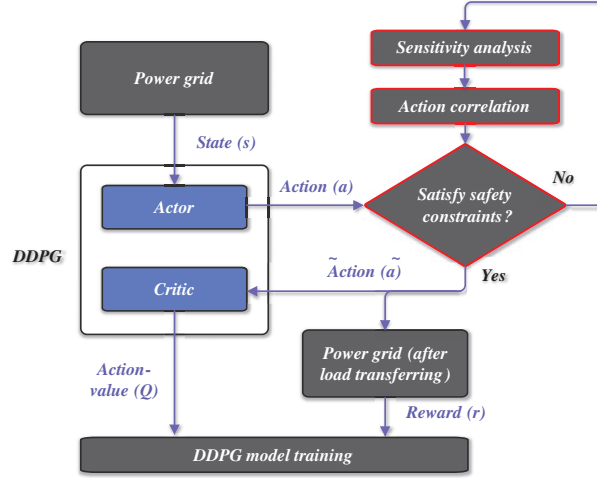 Sensitivity analysis
Power grid
Action correlation
State (s)
Action (a)
No
Actor
Satisfy safety
constraints?
DDPG
Critic
Ãction (ã)
Yes
Power grid (after
load transferring)
Action-
value (Q)
Reward (r)
DDPG model training